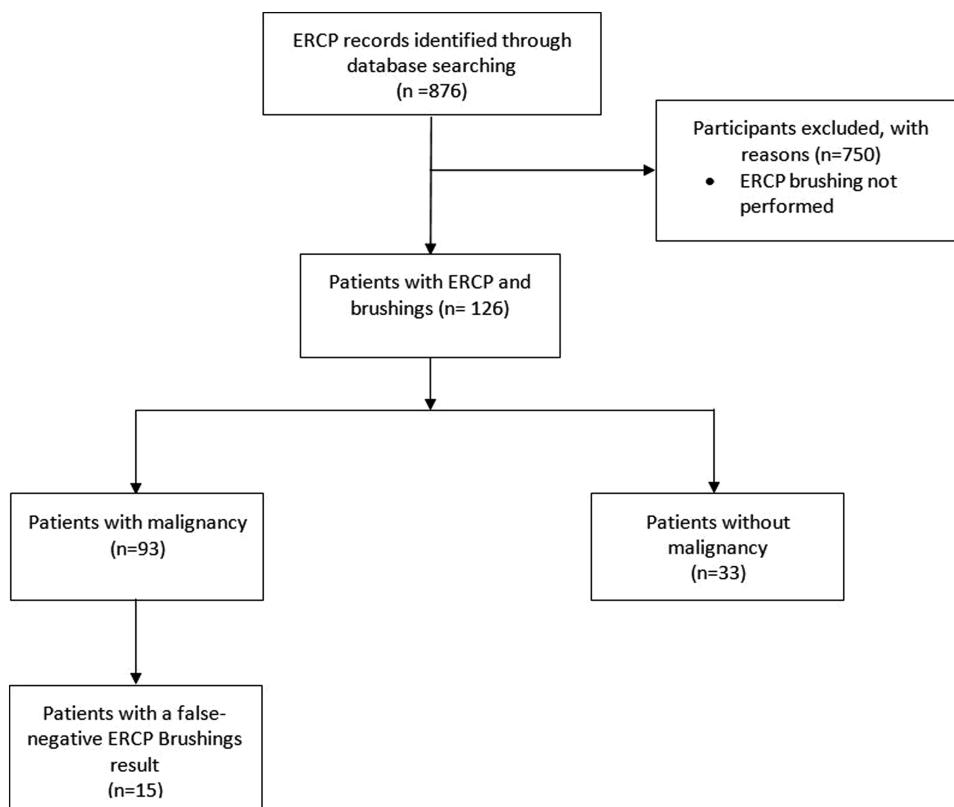 ERCP records identified through
database searching
(n =876)
Participants excluded, with
reasons (n=750)
• ERCP brushing not
performed
Patients with ERCP and
brushings (n= 126)
Patients with malignancy
(n=93)
Patients without
malignancy
(n=33)
Patients with a false-
negative ERCP Brushings
result
(n=15)